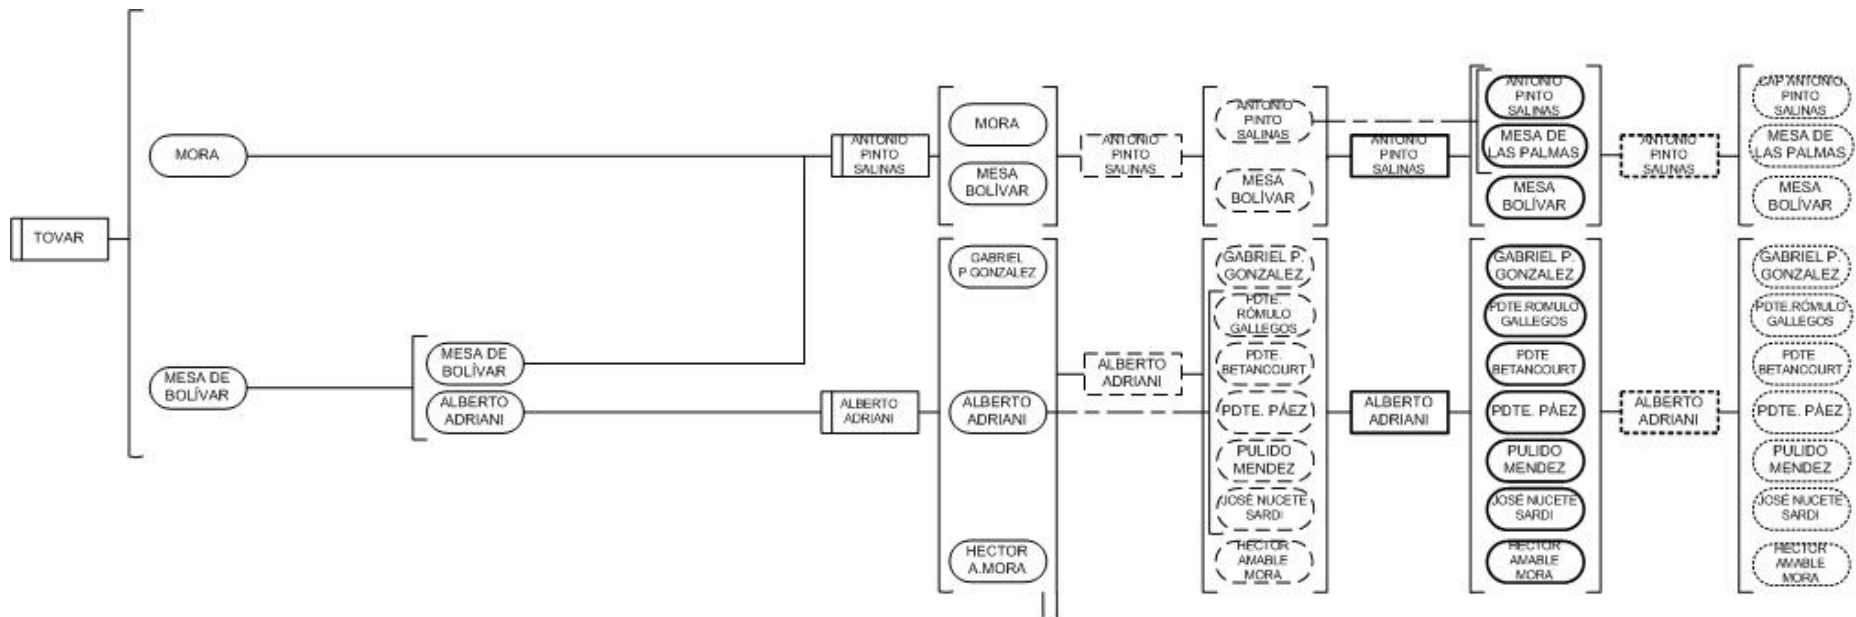 TOVAR
MORA
MESA DE
BOLÍVAR
MESA DE
BOLÍVAR
ALBERTO
ADRIANI
ANTONIO
PINTO
SALINAS
ALBERTO
ADRIANI
MORA
MESA
BOLÍVAR
GABRIEL
P.GONZALEZ
ALBERTO
ADRIANI
HECTOR
A.MORA
ANTONIO
PINTO
SALINAS
ALBERTO
ADRIANI
ANTONIO
PINTO
SALINAS
MESA
BOLÍVAR
GABRIEL P.
GONZALEZ
PDTE.
RÓMULO
GALLEGOS
PDTE.
BETANCOURT
PDTE. PÁEZ
PULIDO
MENDEZ
JOSÉ NUCETE
SARDI
HECTOR
AMABLE
MORA
ANTONIO
PINTO
SALINAS
ALBERTO
ADRIANI
ANTONIO
PINTO
SALINAS
MESA DE
LAS PALMAS
MESA
BOLÍVAR
GABRIEL P.
GONZALEZ
PDTE.ROMULO
GALLEGOS
PDTE
BETANCOURT
PDTE. PÁEZ
PULIDO
MENDEZ
JOSÉ NUCETE
SARDI
HECTOR
AMABLE
MORA
ANTONIO
PINTO
SALINAS
ALBERTO
ADRIANI
CAP.ANTONIO
PINTO
SALINAS
MESA DE
LAS PALMAS
MESA
BOLÍVAR
GABRIEL P.
GONZALEZ
PDTE.RÓMULO
GALLEGOS
PDTE
BETANCOURT
PDTE. PÁEZ
PULIDO
MENDEZ
JOSÉ NUCETE
SARDI
HECTOR
AMABLE
MORA